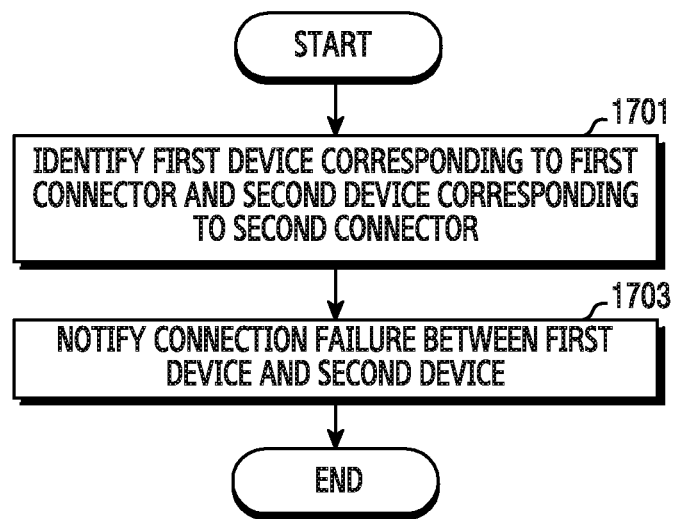 START
1701
IDENTIFY FIRST DEVICE CORRESPONDING TO FIRST
CONNECTOR AND SECOND DEVICE CORRESPONDING
TO SECOND CONNECTOR
1703
NOTIFY CONNECTION FAILURE BETWEEN FIRST
DEVICE AND SECOND DEVICE
END